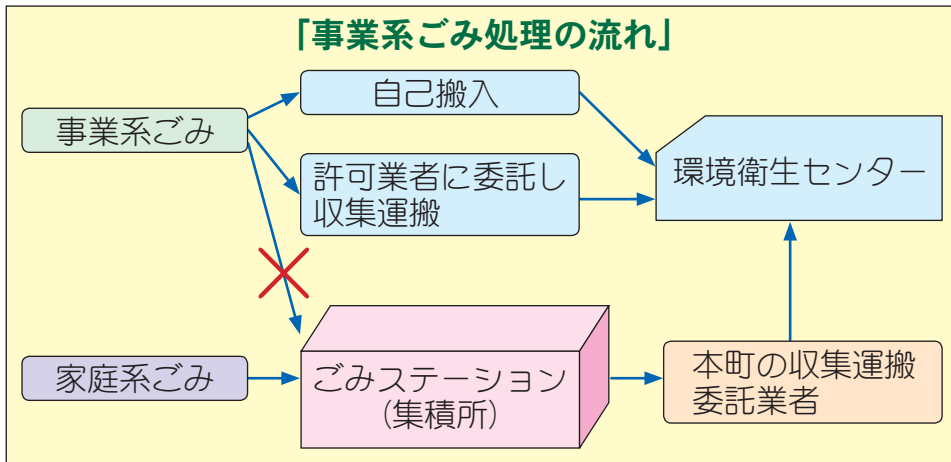 「事業系ごみ処理の流れ」
自己搬入
事業系ごみ
許可業者に委託し
収集運搬
環境衛生センター
家庭系ごみ
ごみステーション
（集積所）
本町の収集運搬
委託業者